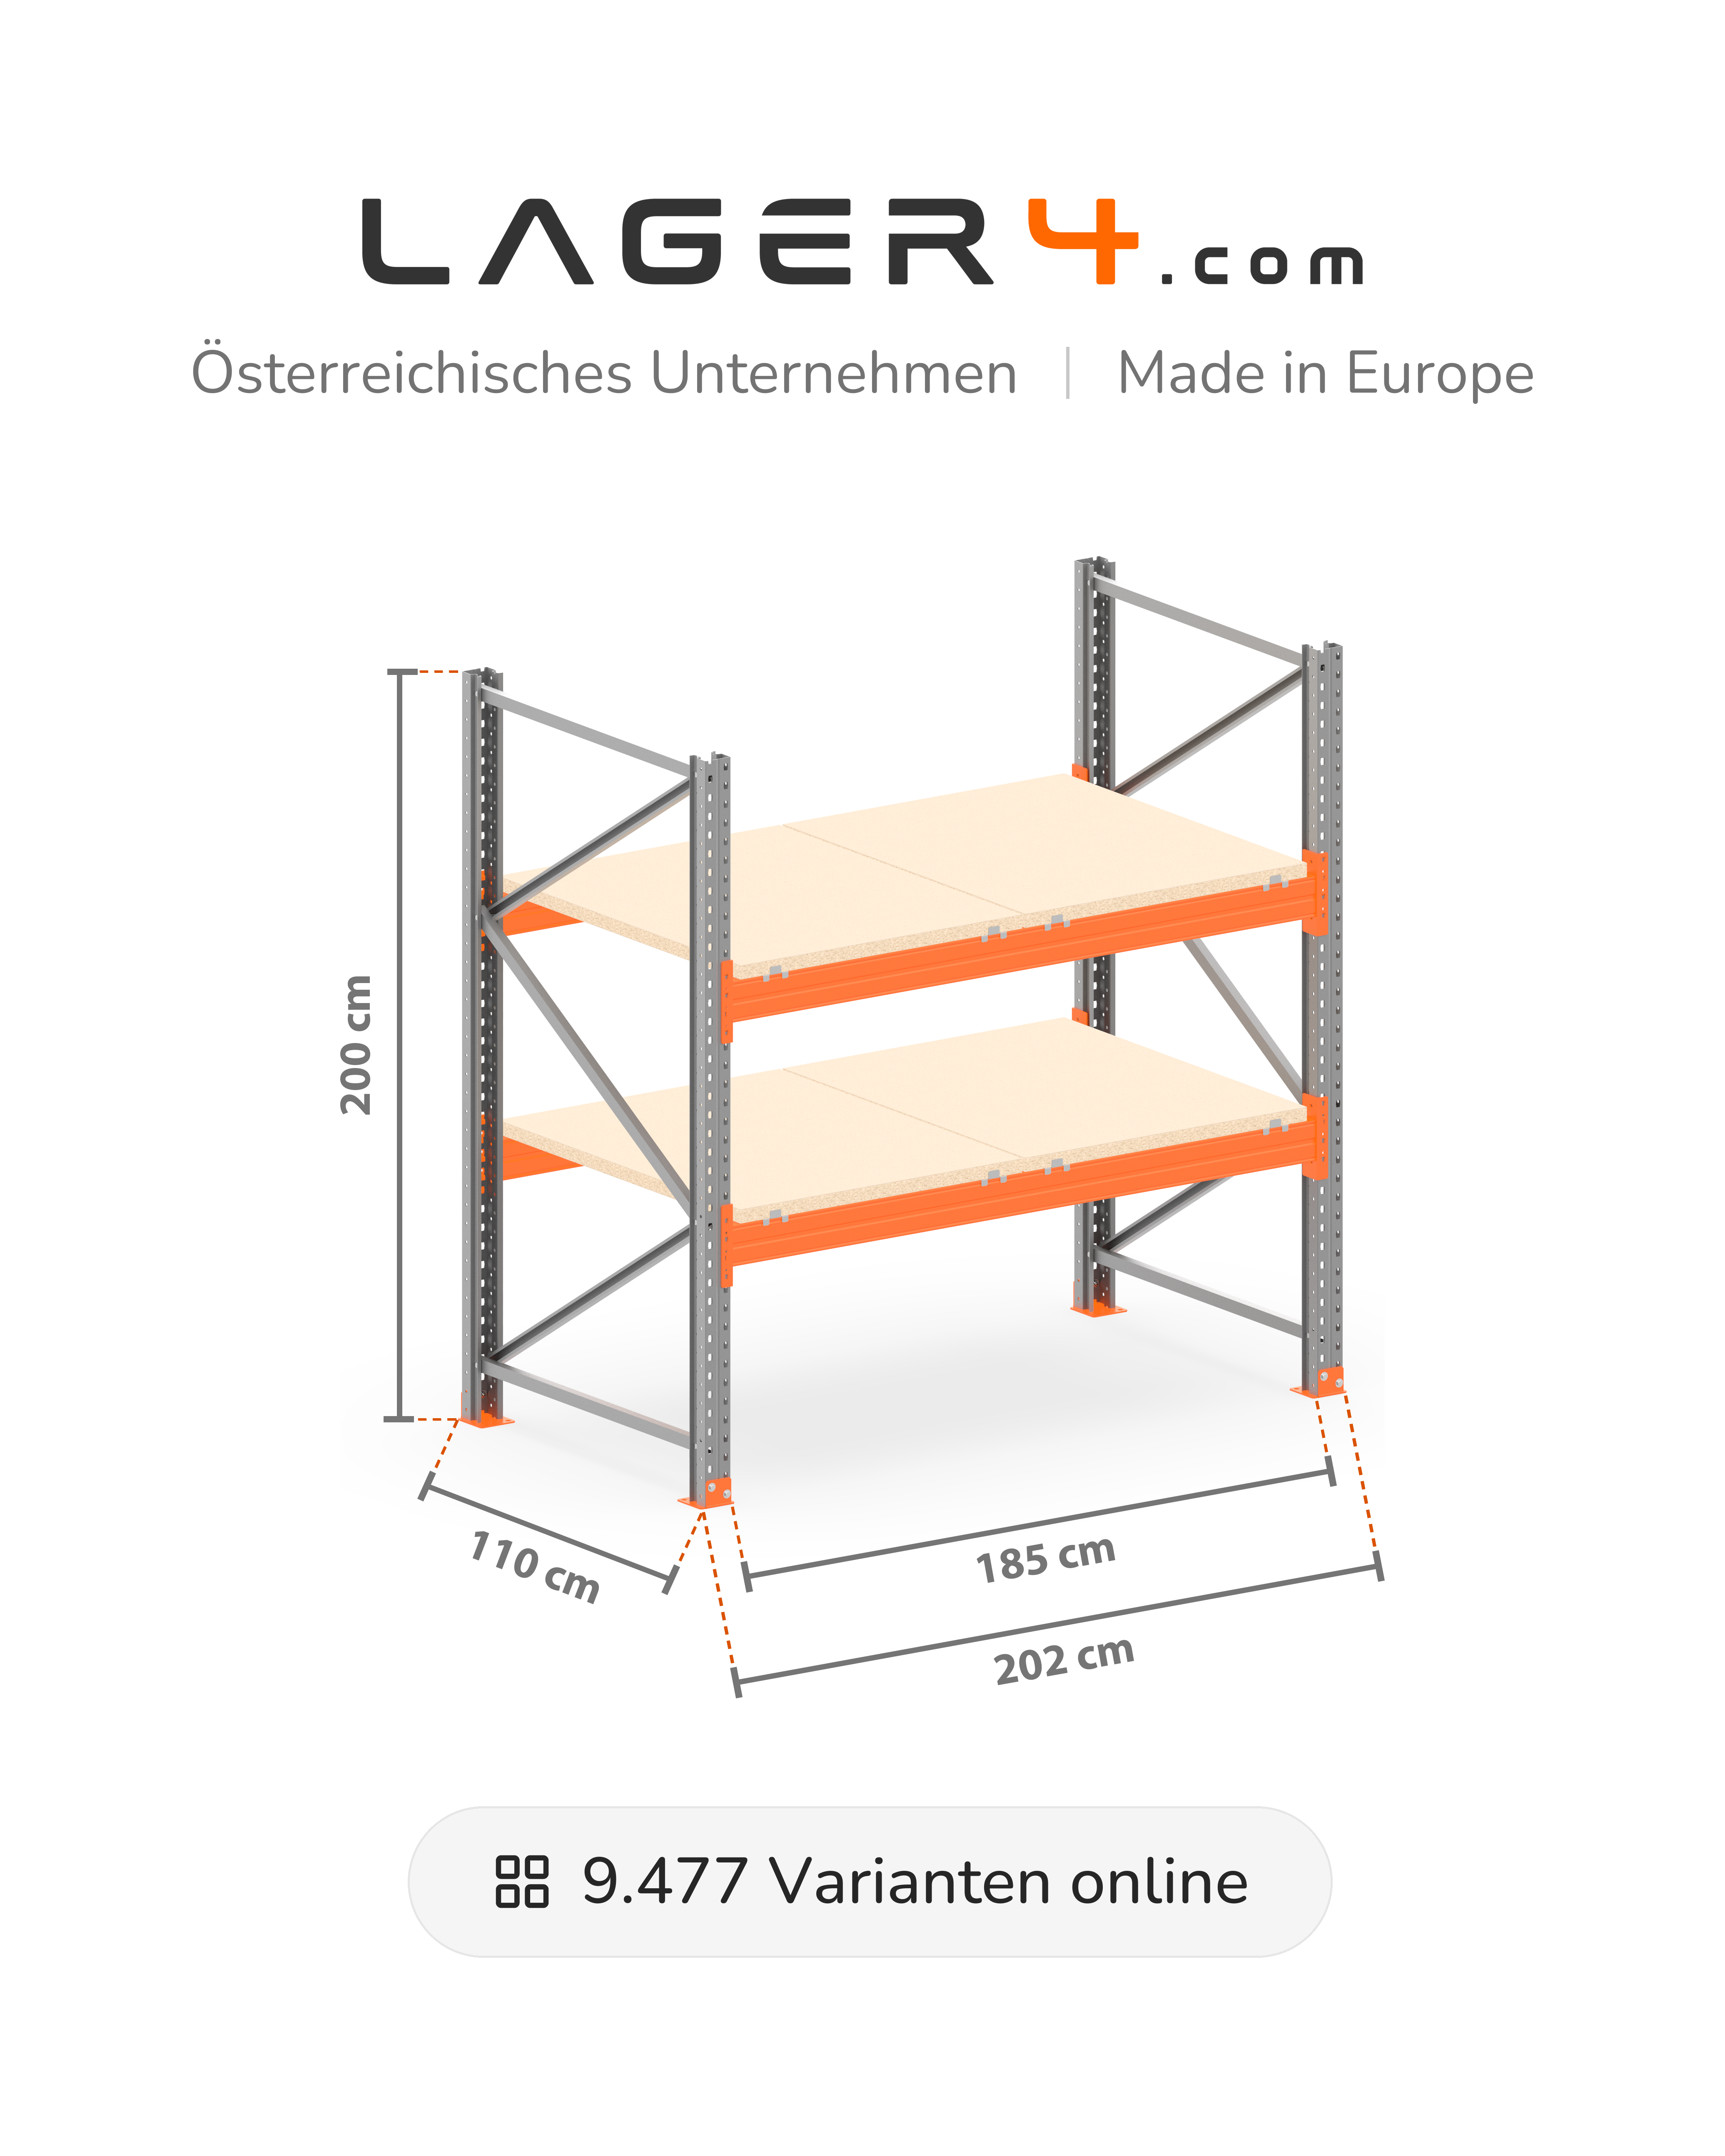 LAGER4.com
Österreichisches Unternehmen | Made in Europe
200 cm
110 cm
185 cm
202 cm
9.477 Varianten online